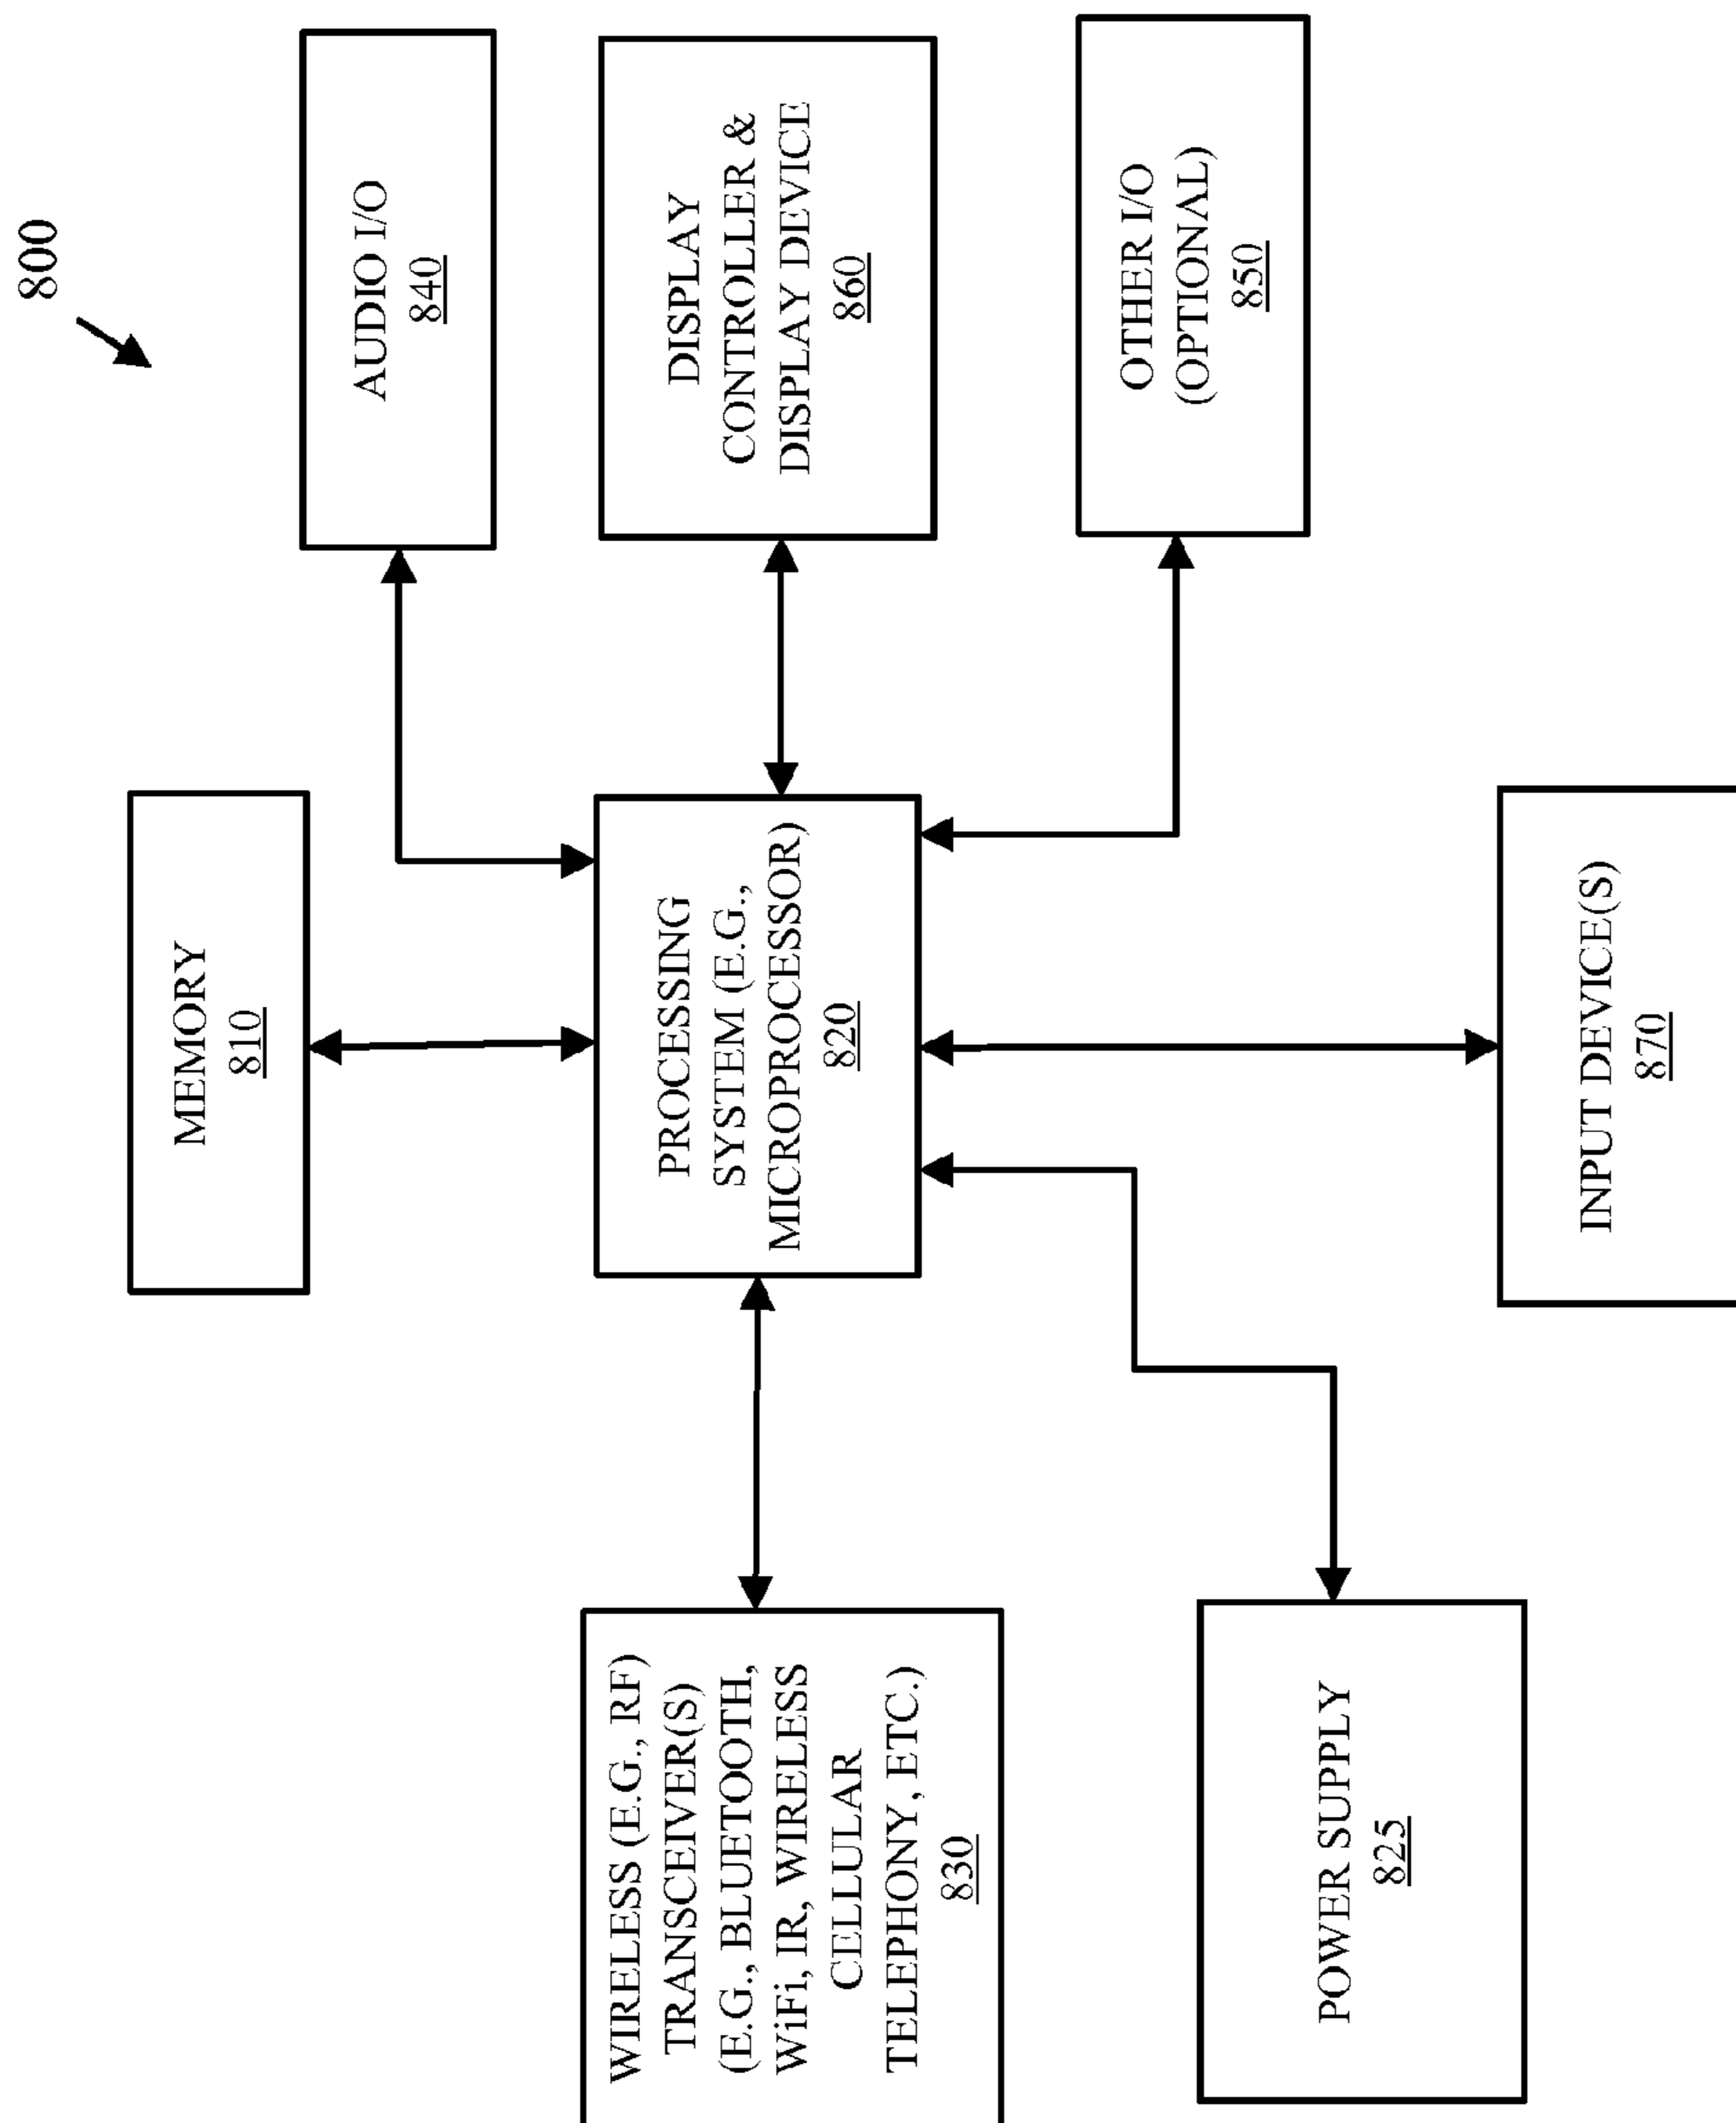 800
MEMORY
810
AUDIO I/O
840
WIRELESS (E.G., RF)
TRANSCEIVER(S)
(E.G., BLUETOOTH,
WiFi, IR, WIRELESS
CELLULAR
TELEPHONY, ETC.)
830
PROCESSING
SYSTEM (E.G.,
MICROPROCESSOR)
820
DISPLAY
CONTROLLER &
DISPLAY DEVICE
860
POWER SUPPLY
825
OTHER I/O
(OPTIONAL)
850
INPUT DEVICE(S)
870